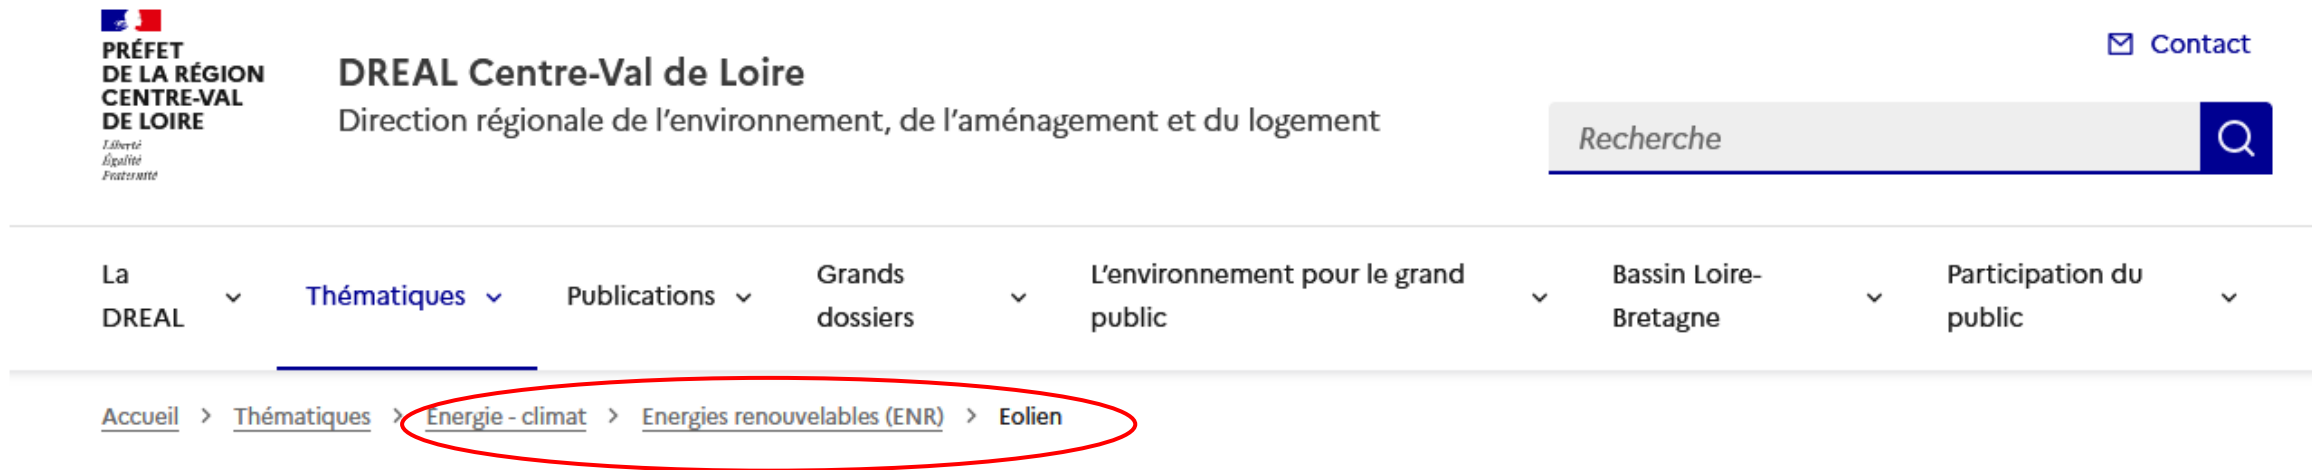 PRÉFET
DE LA RÉGION
CENTRE-VAL
DE LOIRE
Liberté
Égalité
Fraternité
DREAL Centre-Val de Loire
Direction régionale de l'environnement, de l'aménagement et du logement
Contact
Recherche
La
DREAL
Thématiques
Publications
Grands
dossiers
L'environnement pour le grand
public
Bassin Loire-
Bretagne
Participation du
public
Accueil > Thématiques > Energie - climat > Energies renouvelables (ENR) > Eolien